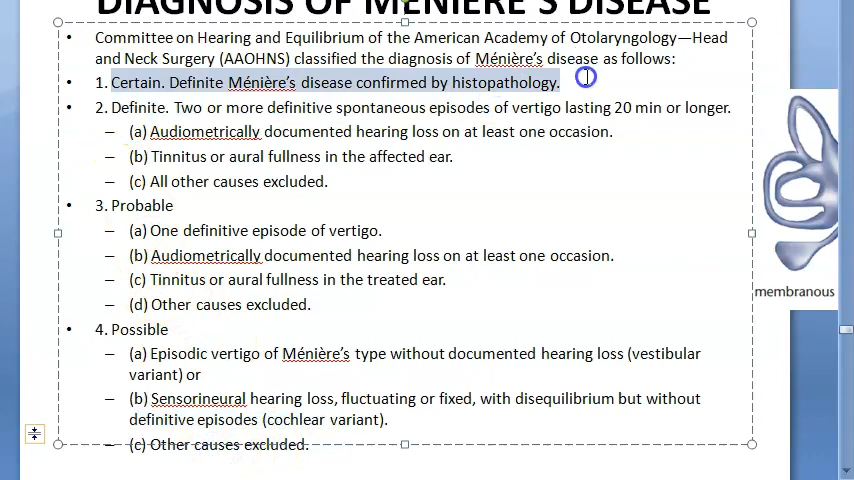 DIAGNOSIS OF MÉNIÈRE'S DISEASE
• Committee on Hearing and Equilibrium of the American Academy of Otolaryngology—Head
and Neck Surgery (AAOHNS) classified the diagnosis of Ménière's disease as follows:
• 1. Certain. Definite Ménière's disease confirmed by histopathology.
• 2. Definite. Two or more definitive spontaneous episodes of vertigo lasting 20 min or longer.
– (a) Audiometrically documented hearing loss on at least one occasion.
– (b) Tinnitus or aural fullness in the affected ear.
– (c) All other causes excluded.
• 3. Probable
– (a) One definitive episode of vertigo.
– (b) Audiometrically documented hearing loss on at least one occasion.
– (c) Tinnitus or aural fullness in the treated ear.
– (d) Other causes excluded.
• 4. Possible
– (a) Episodic vertigo of Ménière's type without documented hearing loss (vestibular
variant) or
– (b) Sensorineural hearing loss, fluctuating or fixed, with disequilibrium but without
definitive episodes (cochlear variant).
– (c) Other causes excluded.
membranous